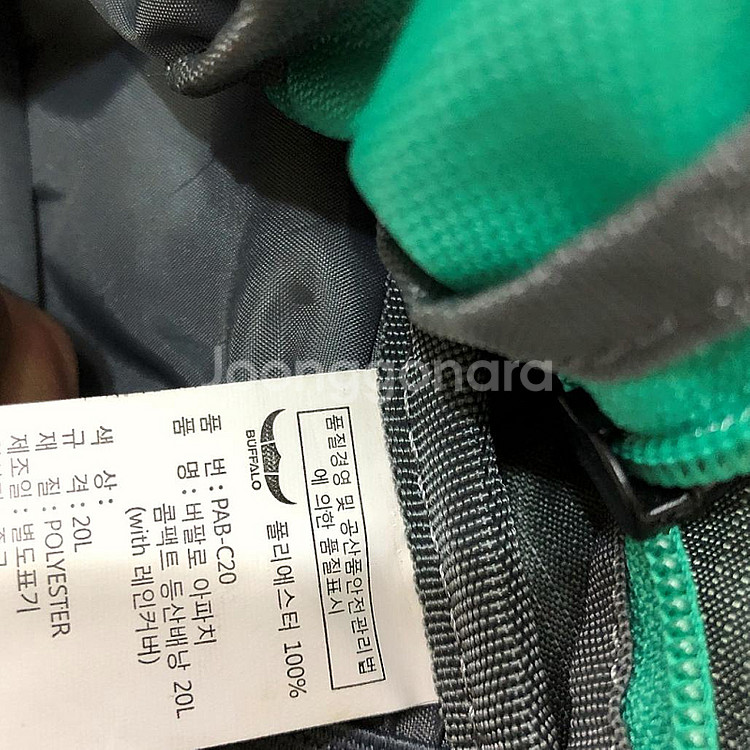 Joonggonara
품질경영 및 공산품안전관리법
에 의한 품질표시
BUFFALO
폴리에스터 100%
품 번: PAB-C20
품 명: 버팔로 아파치
콤팩트 등산배낭 20L
(with 레인커버)
색 상:
규 격: 20L
재 질: POLYESTER
제조일: 별도표기